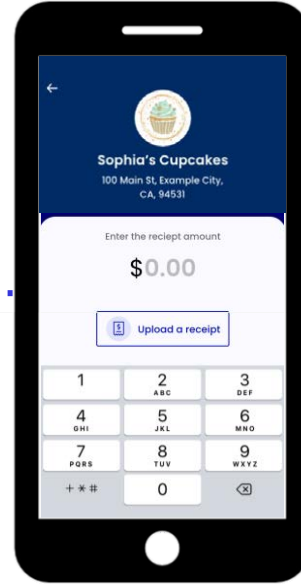 Sophia's Cupcakes
100 Main St, Example City,
CA, 94531
Enter the reciept amount
$0.00
Upload a receipt
1 2 3
ABC DEF
4 5 6
GHI JKL MNO
7 8 9
PQRS TUV WXYZ
+ * # 0